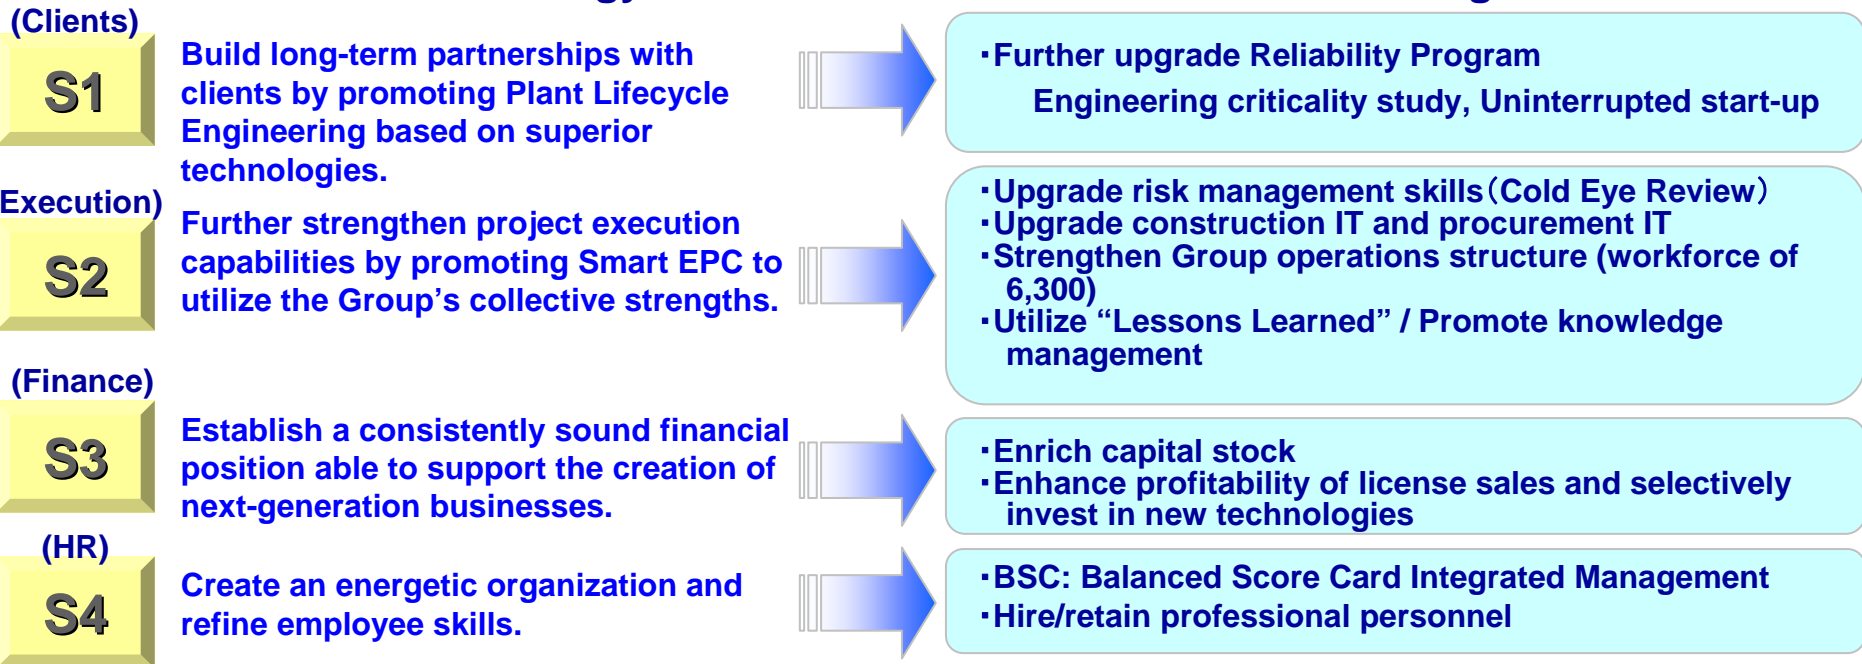 (Clients)
S1
Build long-term partnerships with
clients by promoting Plant Lifecycle
Engineering based on superior
technologies.
・Further upgrade Reliability Program
Engineering criticality study, Uninterrupted start-up
Execution)
S2
Further strengthen project execution
capabilities by promoting Smart EPC to
utilize the Group’s collective strengths.
・Upgrade risk management skills（Cold Eye Review）
・Upgrade construction IT and procurement IT
・Strengthen Group operations structure (workforce of
6,300)
・Utilize “Lessons Learned” / Promote knowledge
management
(Finance)
S3
Establish a consistently sound financial
position able to support the creation of
next-generation businesses.
・Enrich capital stock
・Enhance profitability of license sales and selectively
invest in new technologies
(HR)
S4
Create an energetic organization and
refine employee skills.
・BSC: Balanced Score Card Integrated Management
・Hire/retain professional personnel